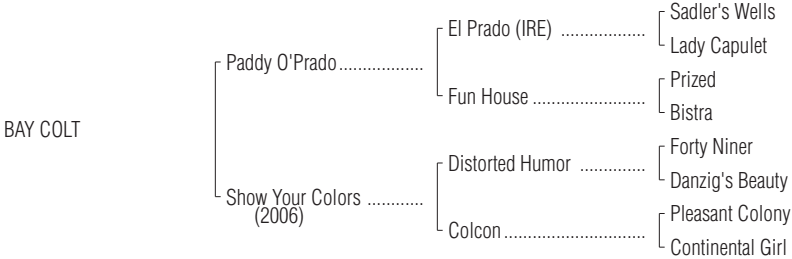 Sadler's Wells
El Prado (IRE) ..................
Lady Capulet
Paddy O'Prado..................
Prized
Fun House ........................
Bistra
BAY COLT
Forty Niner
Distorted Humor ..............
Danzig's Beauty
Show Your Colors ............
(2006)
Pleasant Colony
Colcon..............................
Continental Girl